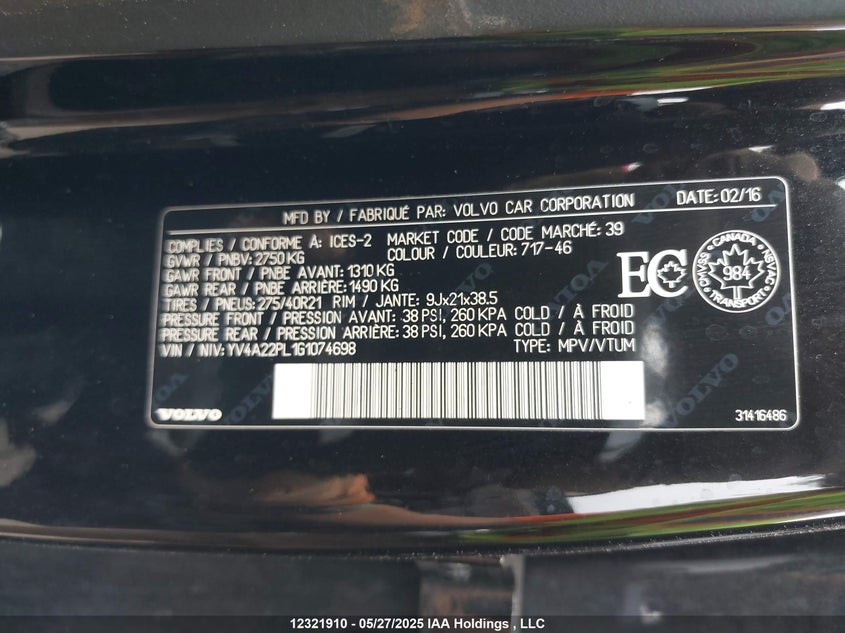 MFD BY / FABRIQUÉ PAR: VOLVO CAR CORPORATION DATE: 02/16
COMPLIES / CONFORME À: ICES-2 MARKET CODE / CODE MARCHÉ: 39
GVWR / PNBV: 2750 KG COLOUR / COULEUR: 717-46
GAWR FRONT / PNBE AVANT: 1310 KG
GAWR REAR / PNBE ARRIÈRE: 1490 KG
TIRES / PNEUS: 275/40R21 RIM / JANTE: 9Jx21x38.5
PRESSURE FRONT / PRESSION AVANT: 38 PSI, 260 KPA COLD / À FROID
PRESSURE REAR / PRESSION ARRIÈRE: 38 PSI, 260 KPA COLD / À FROID
VIN / NIV: YV4A22PL1G1074698 TYPE: MPV/VTUM
EC
CANADA
984
TRANSPORT
CMVSS
NSVAC
VOLVO
31416486
12321910 - 05/27/2025 IAA Holdings , LLC